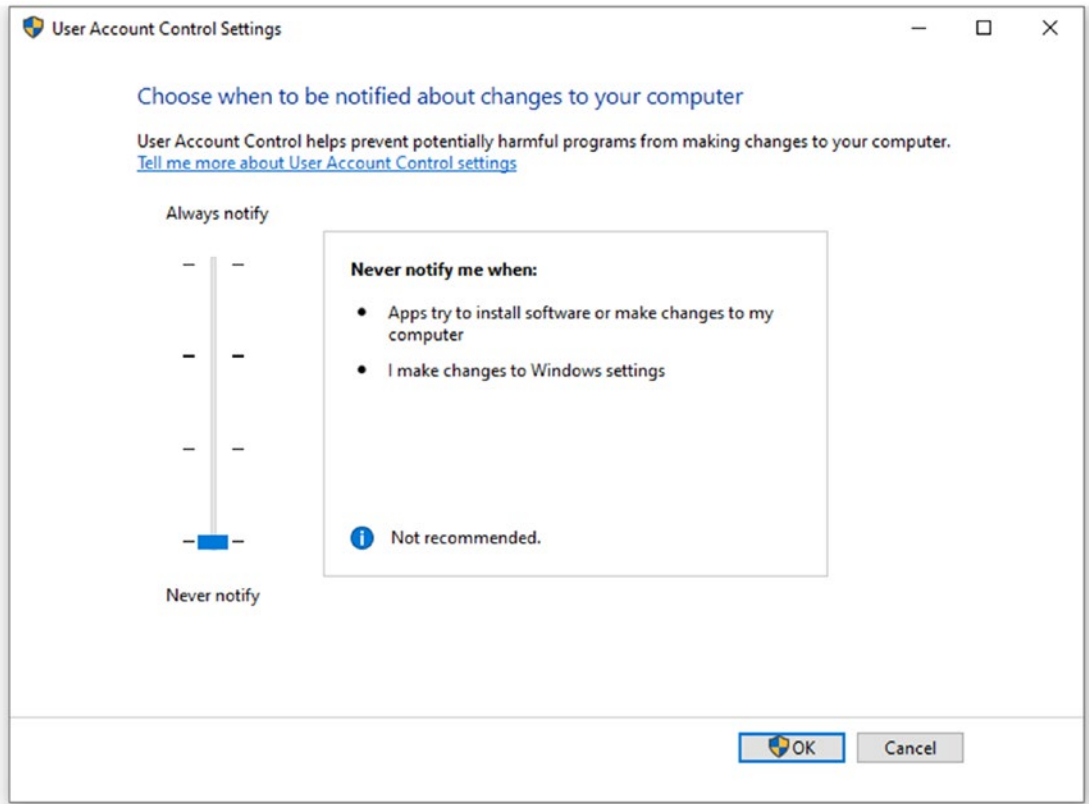 User Account Control Settings
Choose when to be notified about changes to your computer
User Account Control helps prevent potentially harmful programs from making changes to your computer.
Tell me more about User Account Control settings
Always notify
Never notify me when:
• Apps try to install software or make changes to my
computer
• I make changes to Windows settings
Not recommended.
Never notify
OK
Cancel